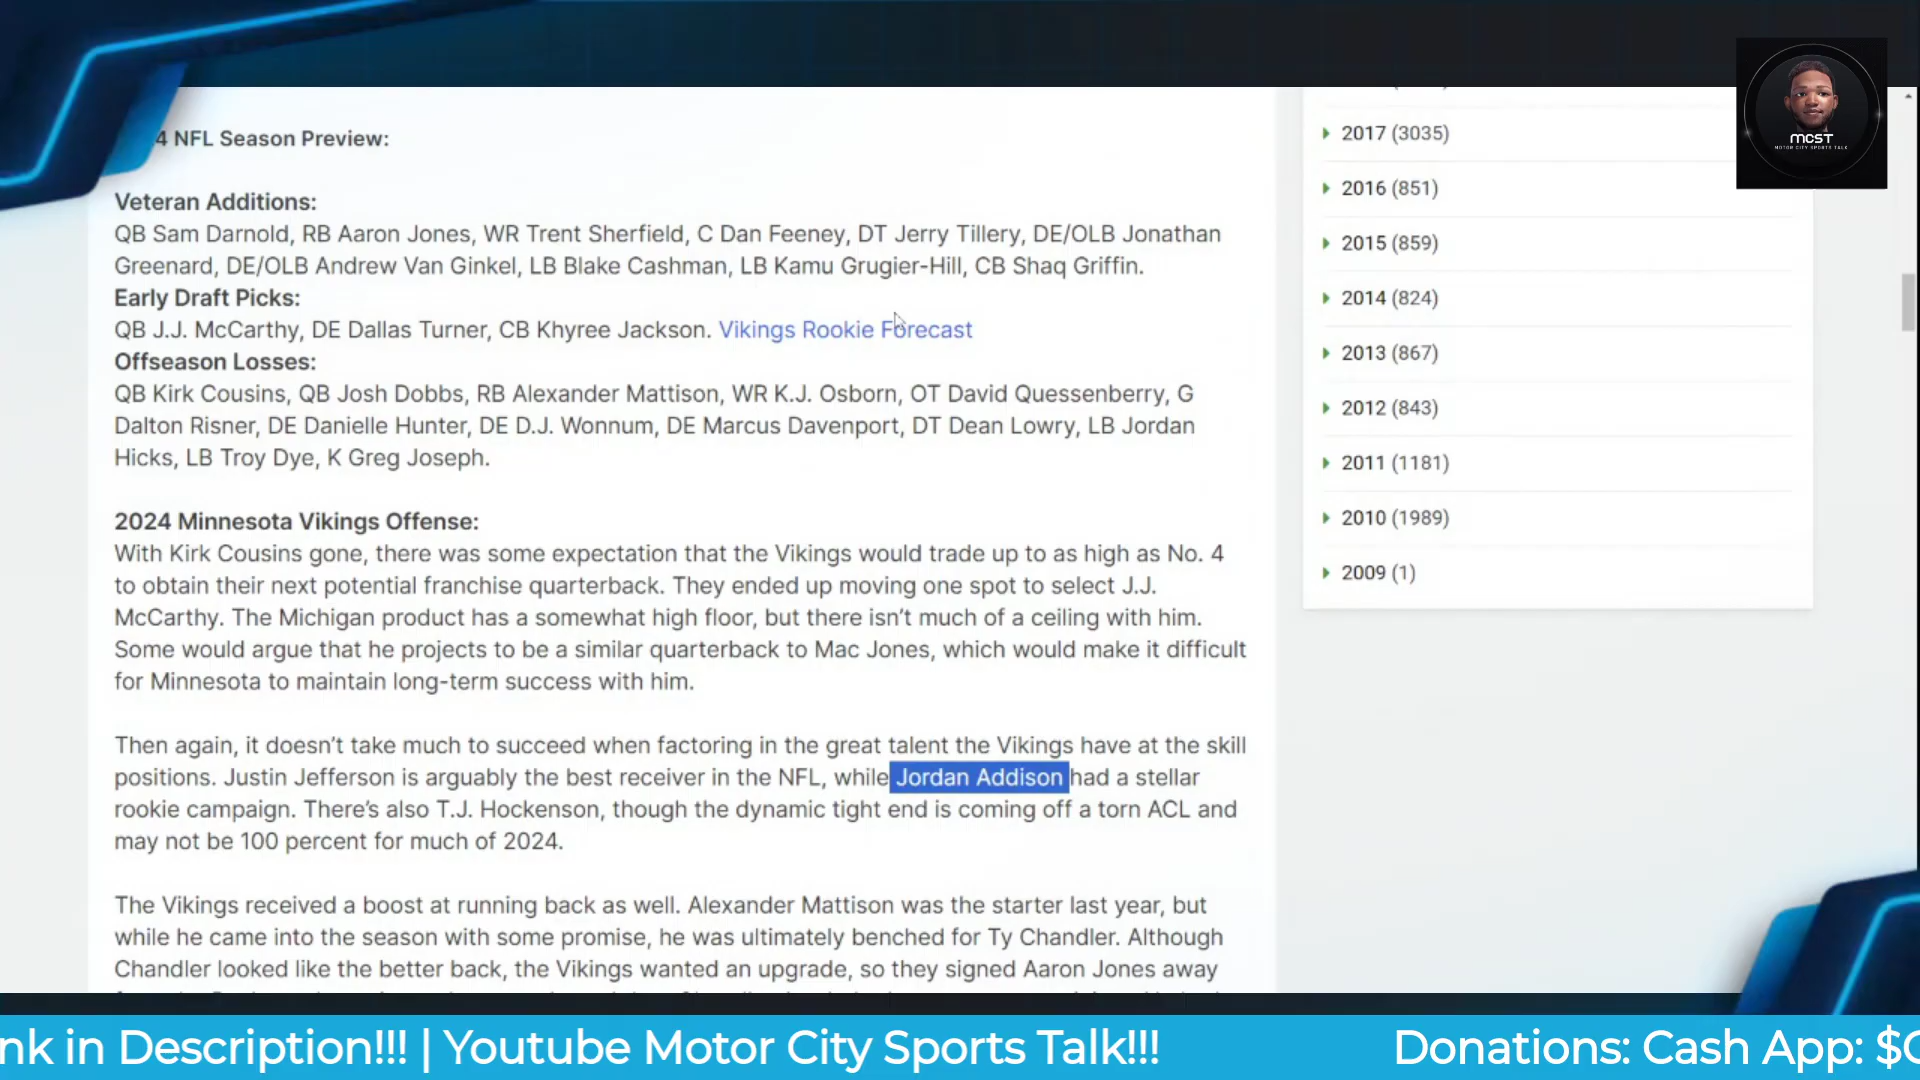 4 NFL Season Preview:
Veteran Additions:
QB Sam Darnold, RB Aaron Jones, WR Trent Sherfield, C Dan Feeney, DT Jerry Tillery, DE/OLB Jonathan
Greenard, DE/OLB Andrew Van Ginkel, LB Blake Cashman, LB Kamu Grugier-Hill, CB Shaq Griffin.
Early Draft Picks:
QB J.J. McCarthy, DE Dallas Turner, CB Khyree Jackson. Vikings Rookie Forecast
Offseason Losses:
QB Kirk Cousins, QB Josh Dobbs, RB Alexander Mattison, WR K.J. Osborn, OT David Quessenberry, G
Dalton Risner, DE Danielle Hunter, DE D.J. Wonnum, DE Marcus Davenport, DT Dean Lowry, LB Jordan
Hicks, LB Troy Dye, K Greg Joseph.
2024 Minnesota Vikings Offense:
With Kirk Cousins gone, there was some expectation that the Vikings would trade up to as high as No. 4
to obtain their next potential franchise quarterback. They ended up moving one spot to select J.J.
McCarthy. The Michigan product has a somewhat high floor, but there isn’t much of a ceiling with him.
Some would argue that he projects to be a similar quarterback to Mac Jones, which would make it difficult
for Minnesota to maintain long-term success with him.
Then again, it doesn’t take much to succeed when factoring in the great talent the Vikings have at the skill
positions. Justin Jefferson is arguably the best receiver in the NFL, while Jordan Addison had a stellar
rookie campaign. There’s also T.J. Hockenson, though the dynamic tight end is coming off a torn ACL and
may not be 100 percent for much of 2024.
The Vikings received a boost at running back as well. Alexander Mattison was the starter last year, but
while he came into the season with some promise, he was ultimately benched for Ty Chandler. Although
Chandler looked like the better back, the Vikings wanted an upgrade, so they signed Aaron Jones away
2017 (3035)
2016 (851)
2015 (859)
2014 (824)
2013 (867)
2012 (843)
2011 (1181)
2010 (1989)
2009 (1)
MCST
MOTOR CITY SPORTS TALK
nk in Description!!! | Youtube Motor City Sports Talk!!! Donations: Cash App: $